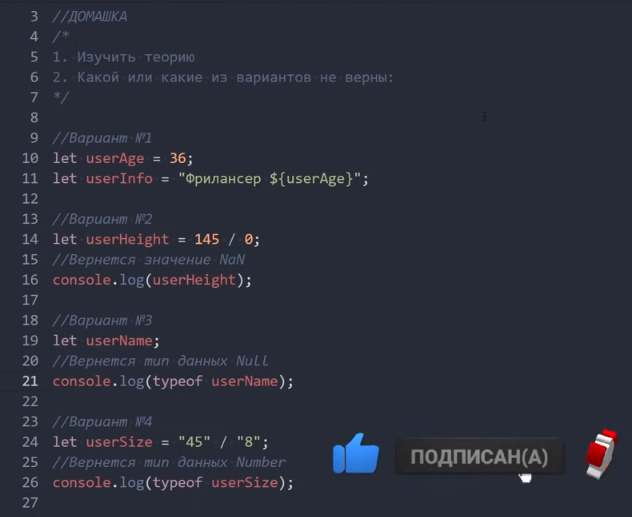 3 //ДОМАШКА
4 /*
5 1. Изучить теорию
6 2. Какой или какие из вариантов не верны:
7 */
8
9 //Вариант №1
10 let userAge = 36;
11 let userInfo = "Фрилансер ${userAge}";
12
13 //Вариант №2
14 let userHeight = 145 / 0;
15 //Вернется значение NaN
16 console.log(userHeight);
17
18 //Вариант №3
19 let userName;
20 //Вернется тип данных Null
21 console.log(typeof userName);
22
23 //Вариант №4
24 let userSize = "45" / "8";
25 //Вернется тип данных Number
26 console.log(typeof userSize);
27
ПОДПИСАН(А)